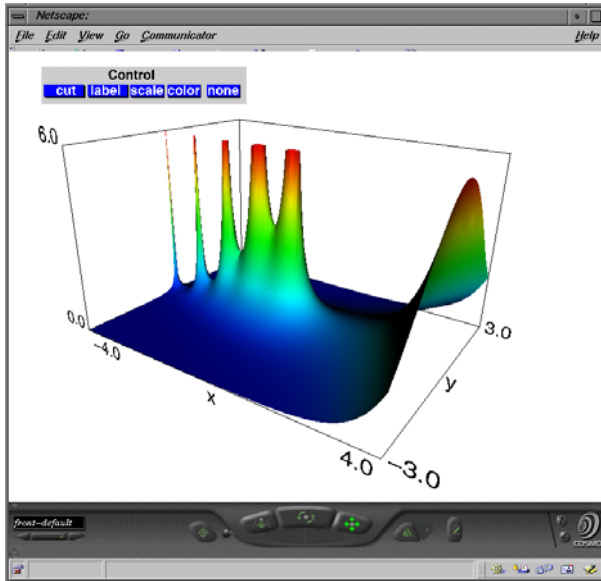 Netscape:
File Edit View Go Communicator Help
Control
cut label scale color none
6.0
0.0
-4.0
x
4.0
-3.0
y
3.0
front-default
COSMO